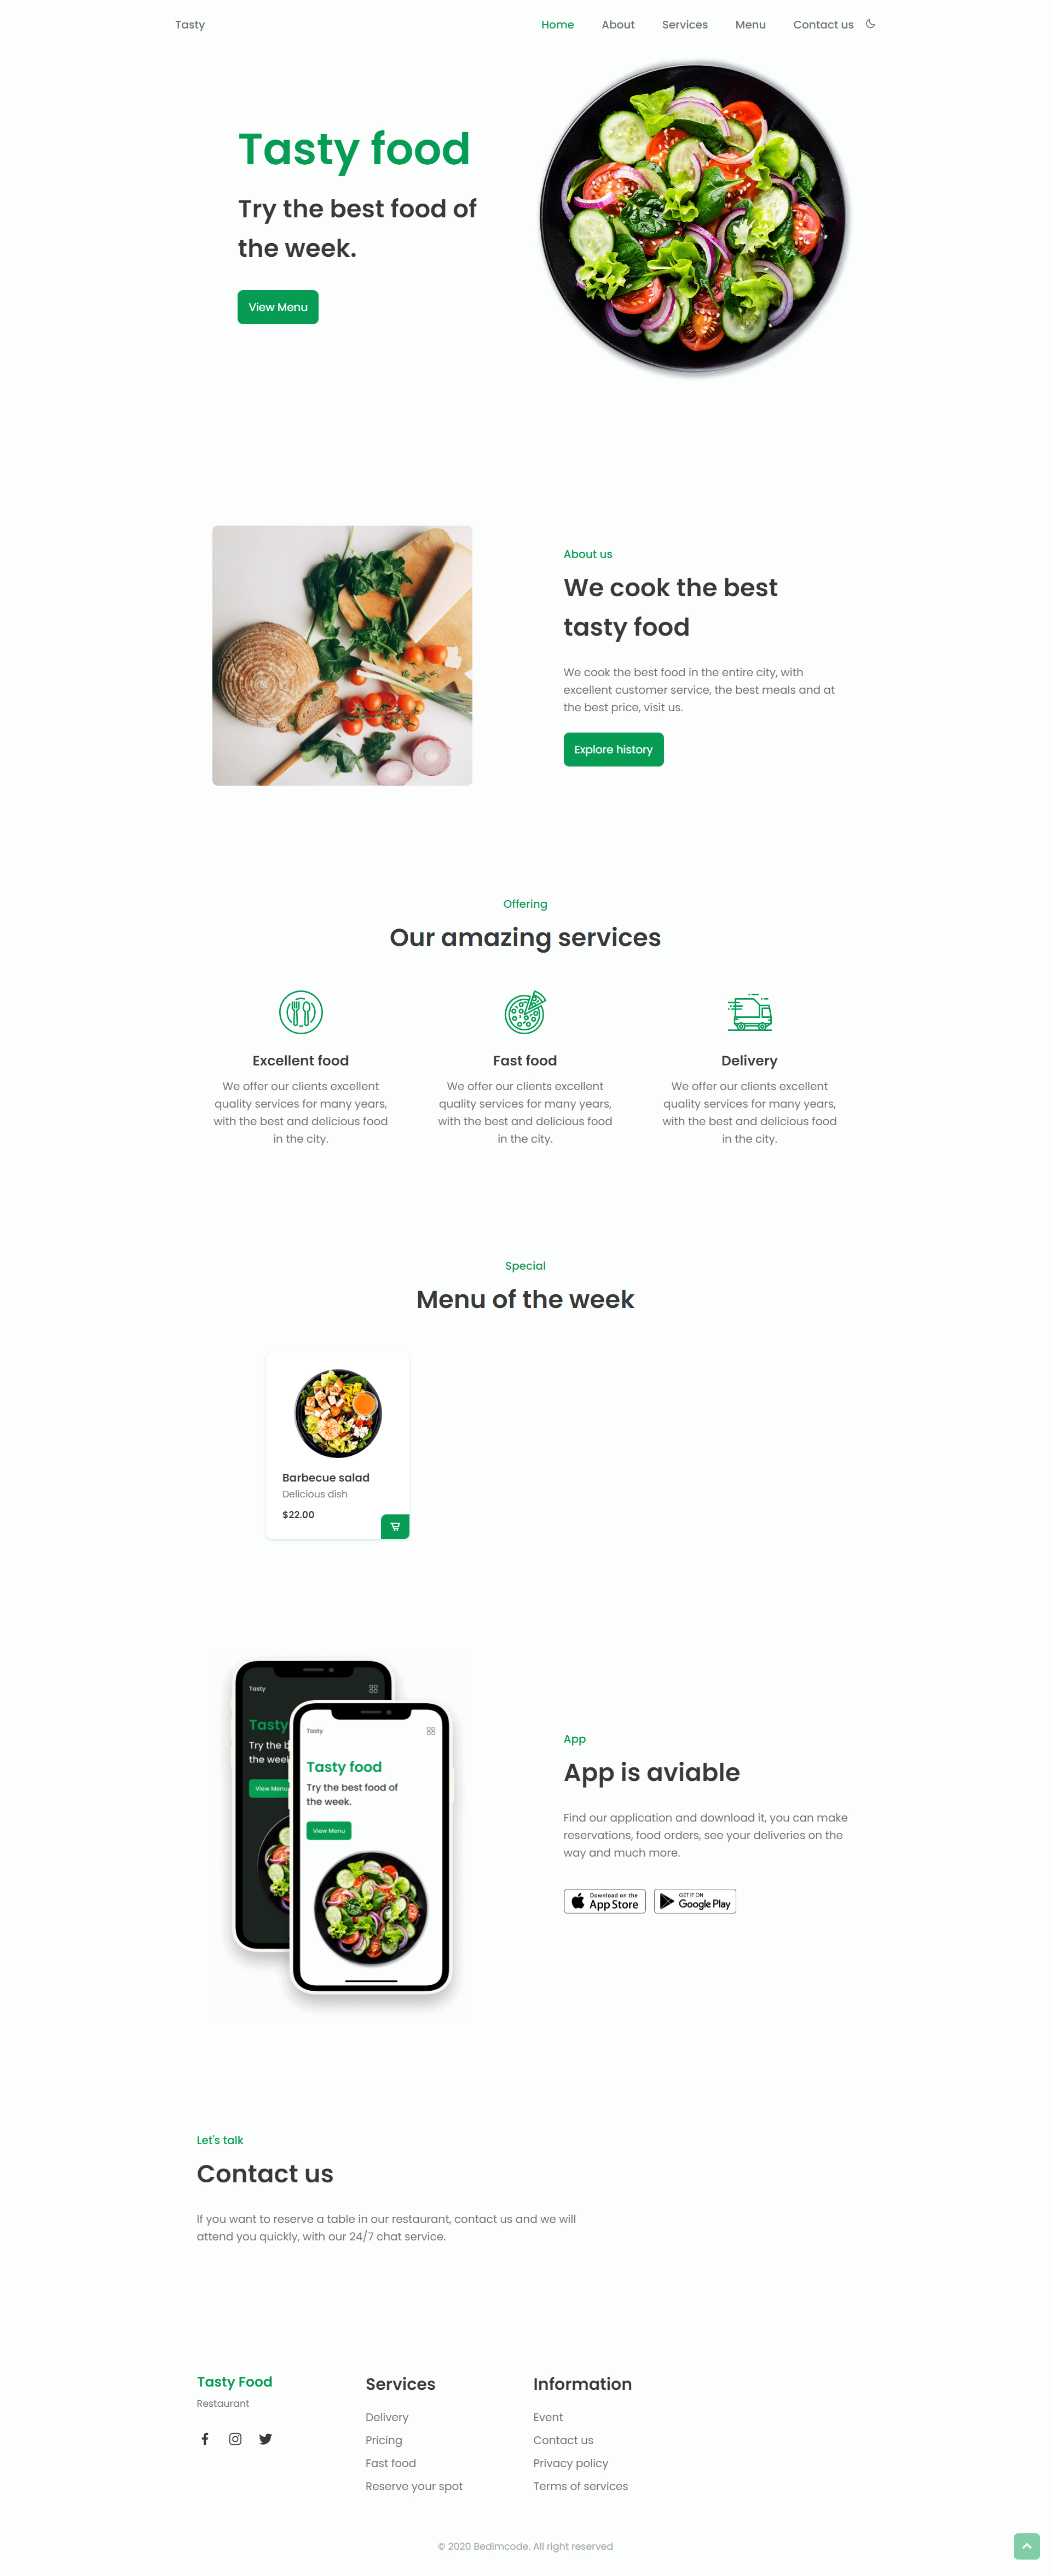 Tasty
Home
About
Services
Menu
Contact us
Tasty food
Try the best food of
the week.
View Menu
About us
We cook the best
tasty food
We cook the best food in the entire city, with
excellent customer service, the best meals and at
the best price, visit us.
Explore history
Offering
Our amazing services
Excellent food
We offer our clients excellent
quality services for many years,
with the best and delicious food
in the city.
Fast food
We offer our clients excellent
quality services for many years,
with the best and delicious food
in the city.
Delivery
We offer our clients excellent
quality services for many years,
with the best and delicious food
in the city.
Special
Menu of the week
Barbecue salad
Delicious dish
$22.00
Tasty
Tasty
Try the b
the week
View Menu
Tasty
Tasty food
Try the best food of
the week.
View Menu
App
App is aviable
Find our application and download it, you can make
reservations, food orders, see your deliveries on the
way and much more.
Download on the
App Store
GET IT ON
Google Play
Let's talk
Contact us
If you want to reserve a table in our restaurant, contact us and we will
attend you quickly, with our 24/7 chat service.
Tasty Food
Restaurant
Services
Delivery
Pricing
Fast food
Reserve your spot
Information
Event
Contact us
Privacy policy
Terms of services
© 2020 Bedimcode. All right reserved